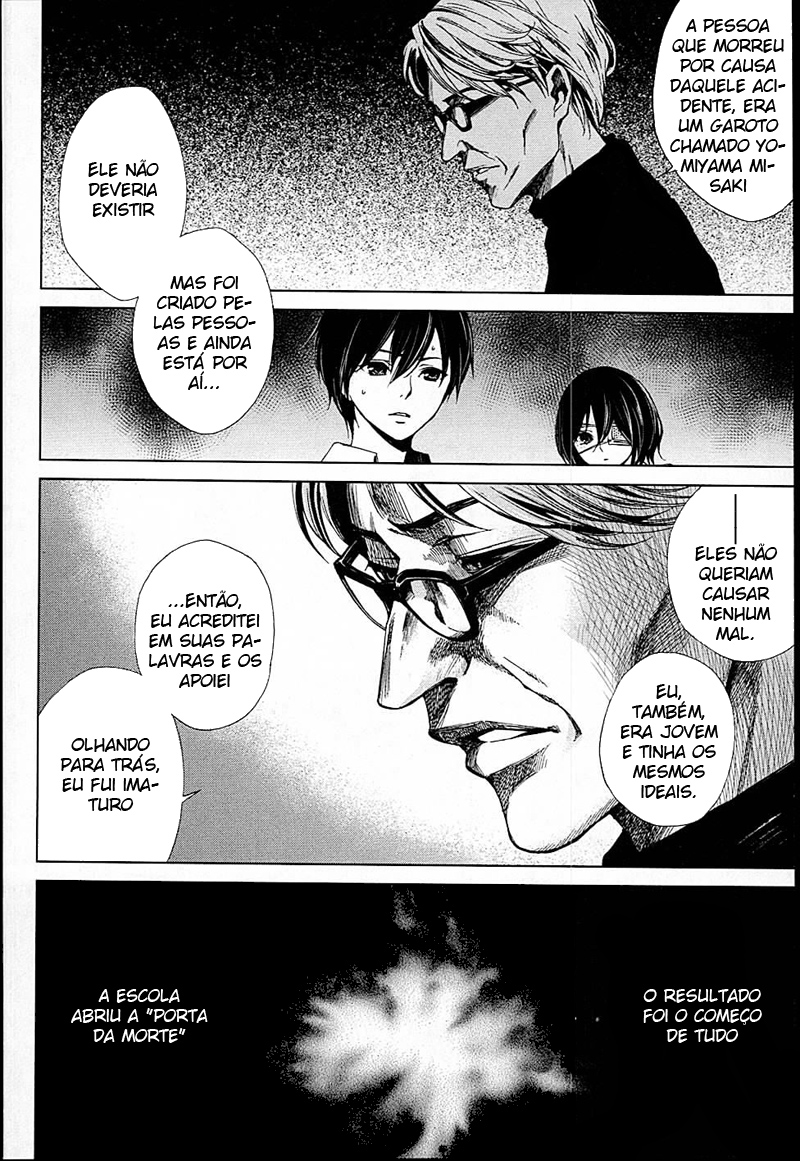 A PESSOA
QUE MORREU
POR CAUSA
DAQUELE ACI-
DENTE, ERA
UM GAROTO
CHAMADO YO-
MIYAMA MI-
SAKI
ELE NÃO
DEVERIA
EXISTIR
MAS FOI
CRIADO PE-
LAS PESSO-
AS E AINDA
ESTÁ POR
AÍ...
ELES NÃO
QUERIAM
CAUSAR
NENHUM
MAL.
EU,
TAMBÉM,
ERA JOVEM
E TINHA OS
MESMOS
IDEAIS.
...ENTÃO,
EU ACREDITEI
EM SUAS PA-
LAVRAS E OS
APOIEI
OLHANDO
PARA TRÁS,
EU FUI IMA-
TURO
O RESULTADO
FOI O COMEÇO
DE TUDO
A ESCOLA
ABRIU A "PORTA
DA MORTE"